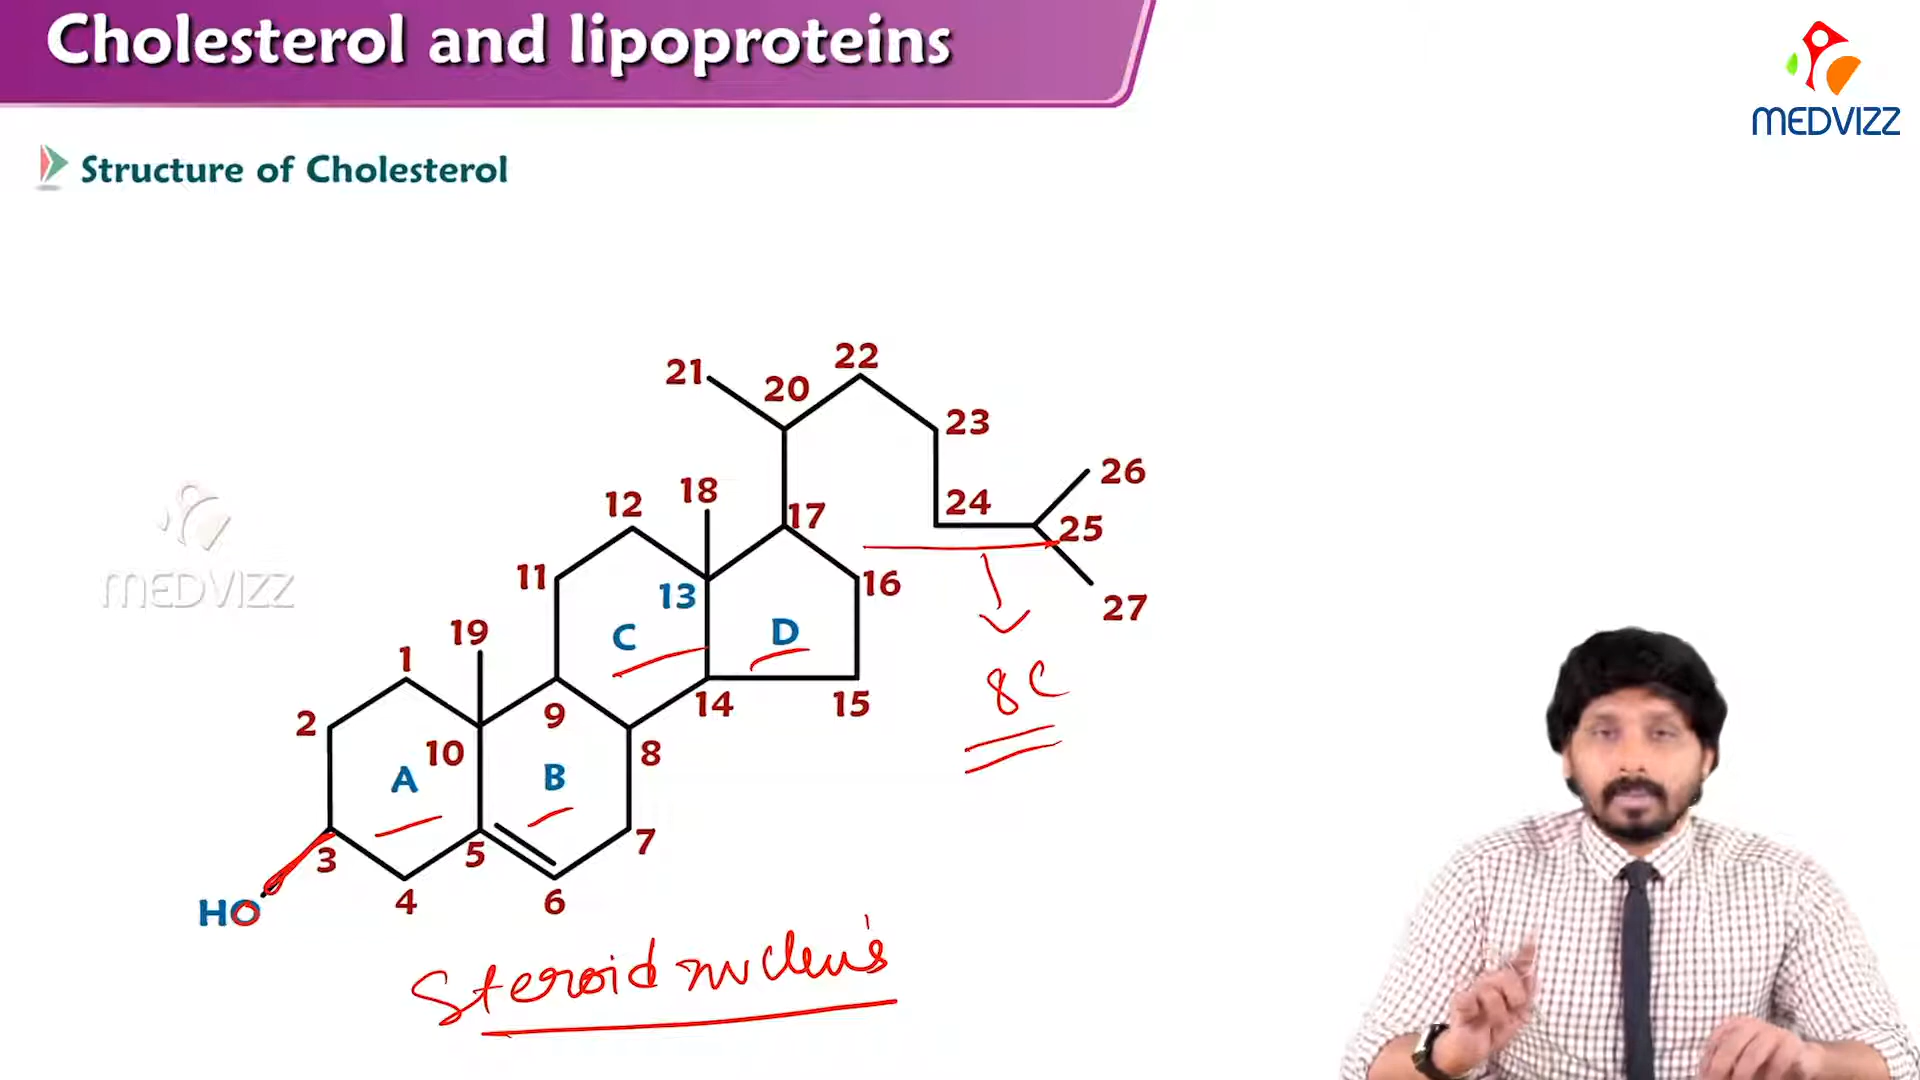 Cholesterol and lipoproteins
MEDVIZZ
Structure of Cholesterol
22
21
20
23
26
18
24
12
17
25
11
13
16
27
MEDVIZZ
19
C
D
1
8C
9
14
15
2
10
8
A
B
3
5
7
4
6
HO
Steroid nucleus